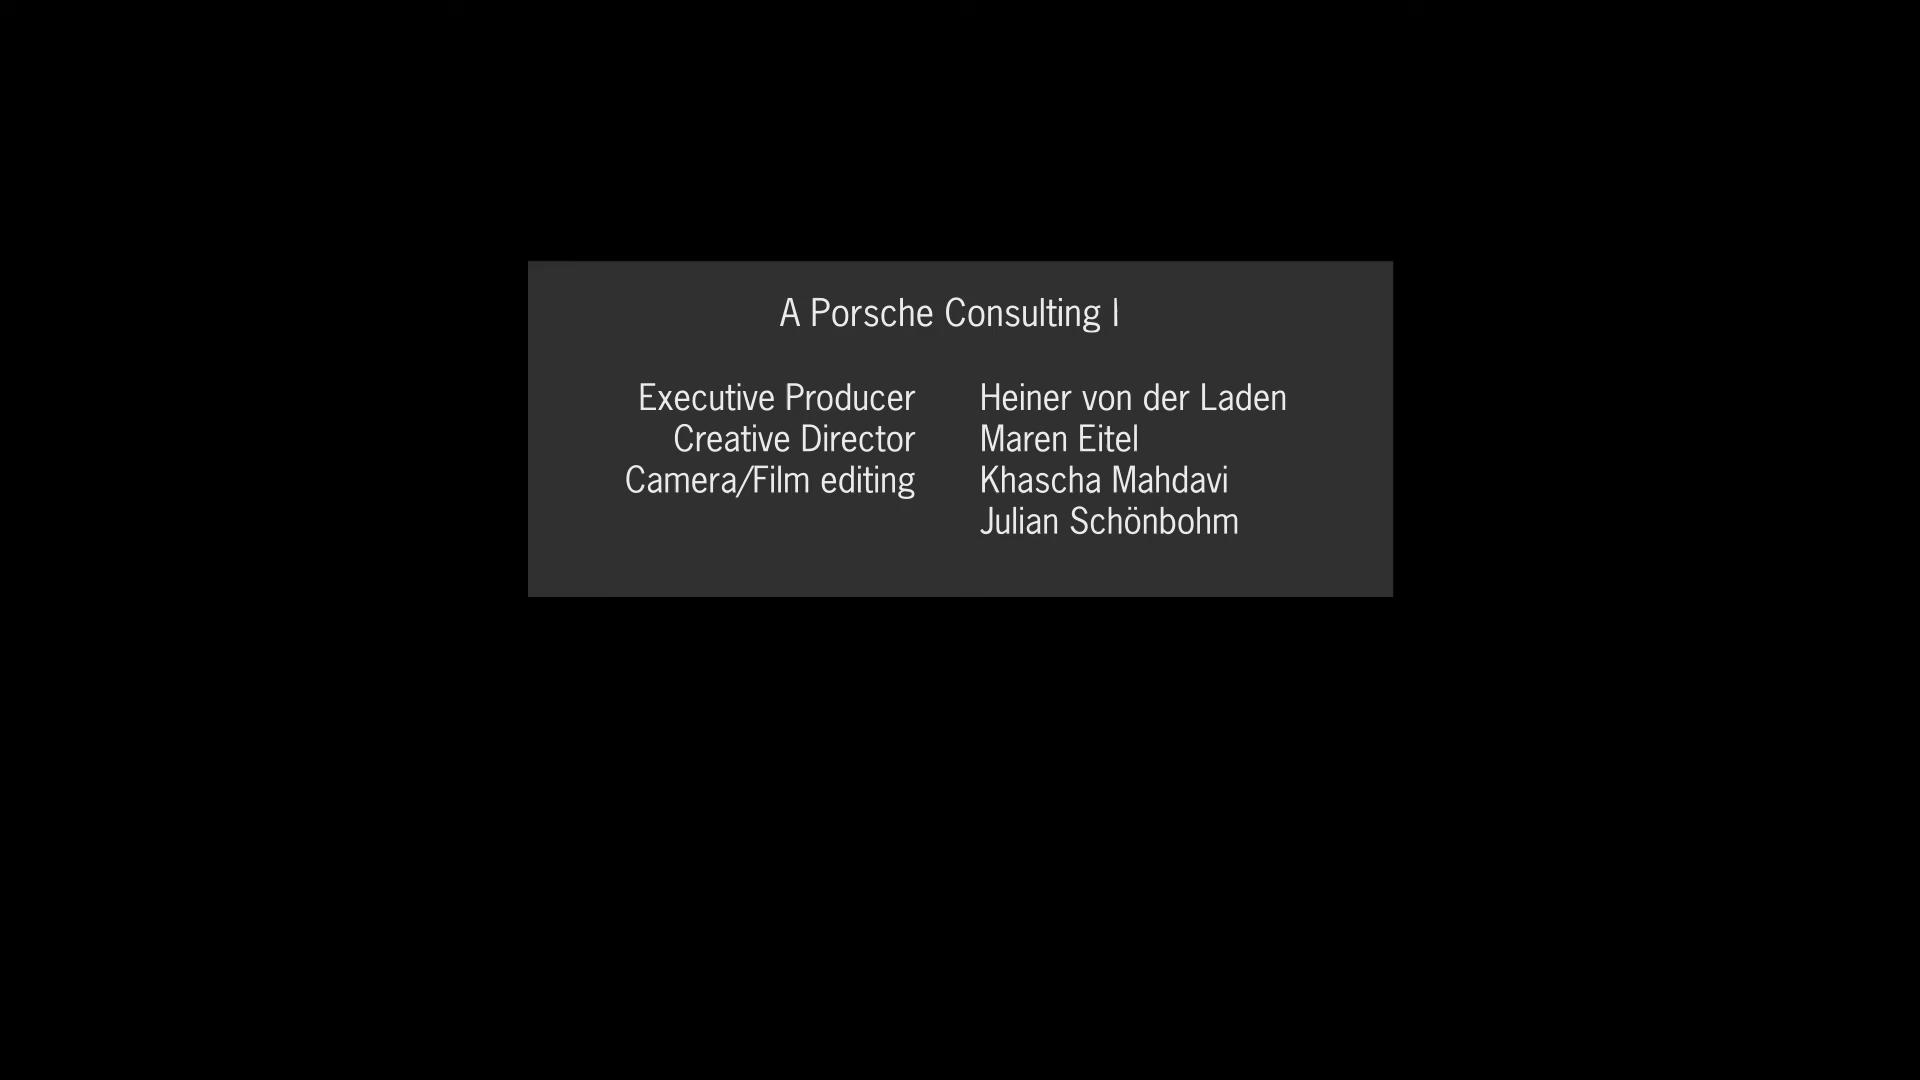 A Porsche Consulting
Executive Producer Heiner von der Laden
Creative Director Maren Eitel
Camera/Film editing Khascha Mahdavi
Julian Schönbohm